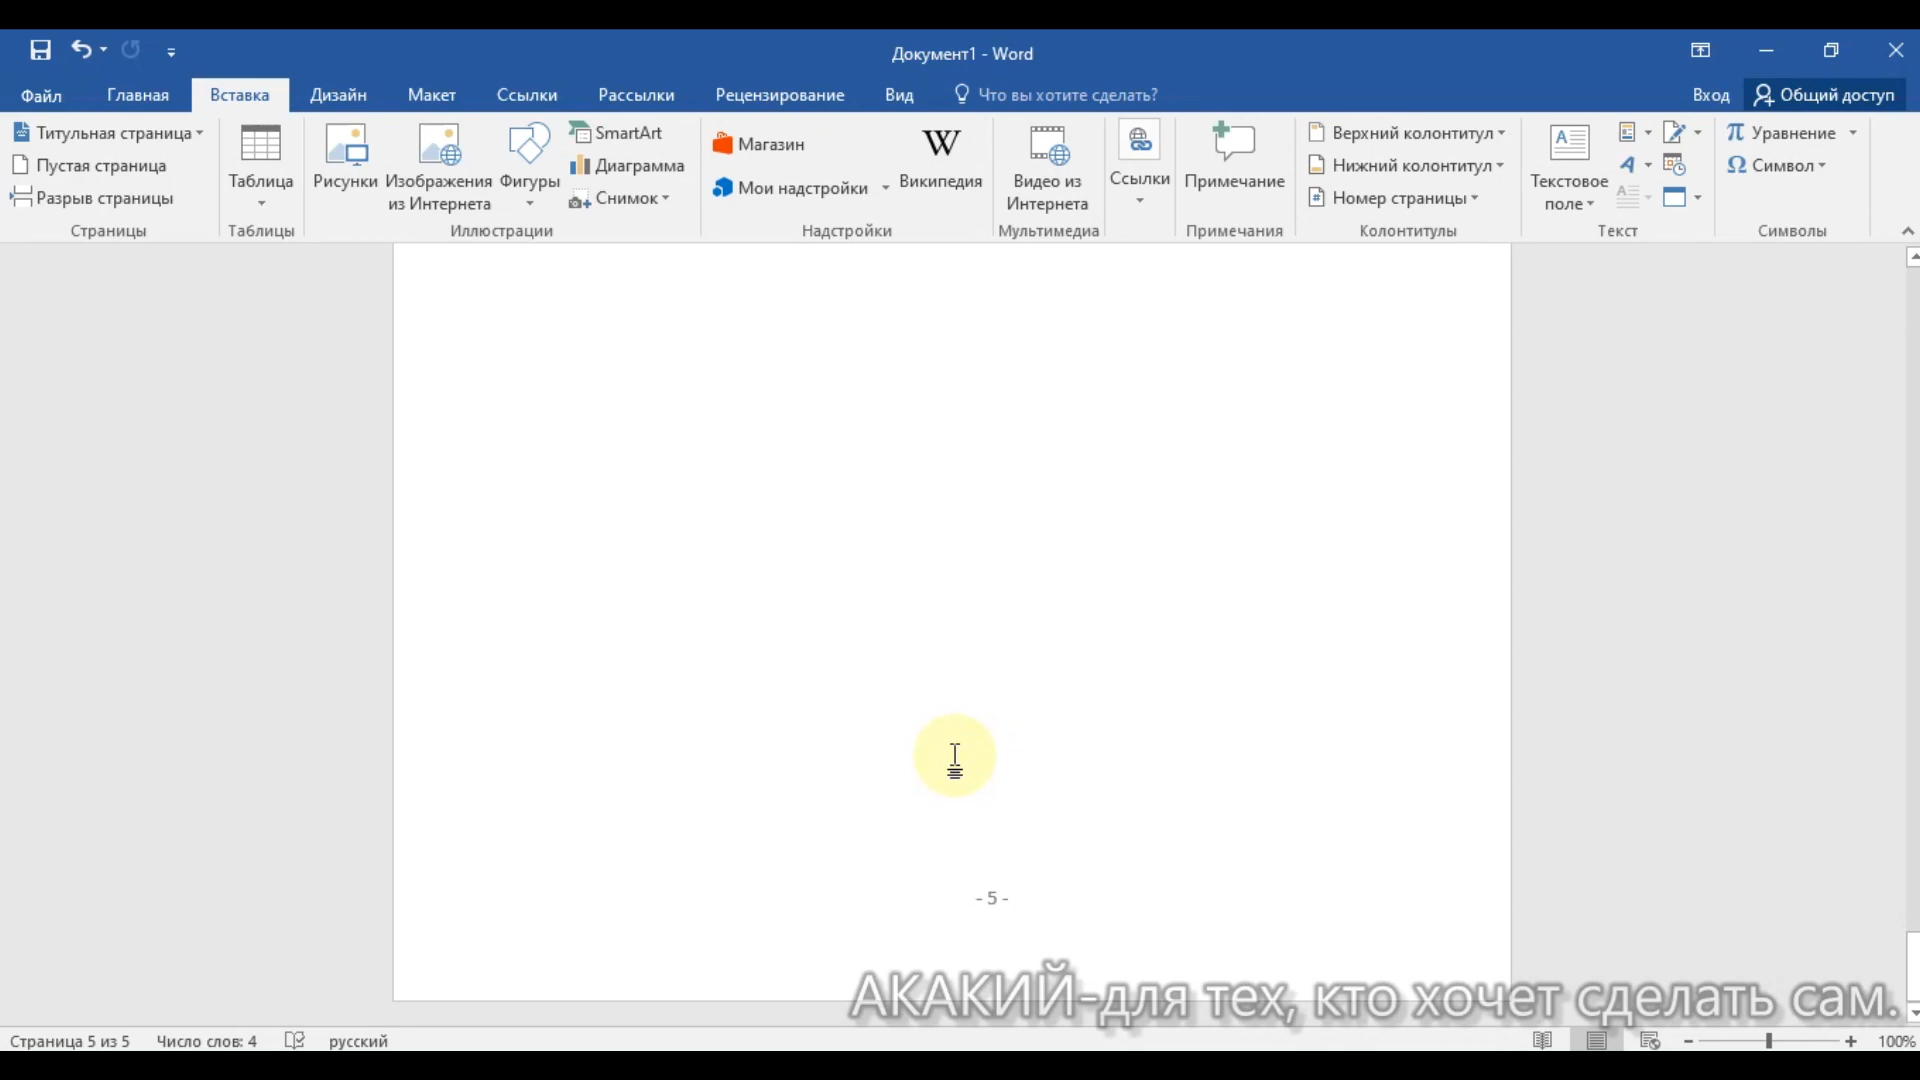 Документ1 - Word
Файл Главная Вставка Дизайн Макет Ссылки Рассылки Рецензирование Вид Что вы хотите сделать? Вход Общий доступ
Титульная страница
Пустая страница
Разрыв страницы
Страницы
Таблица
Таблицы
Рисунки
Изображения
из Интернета
Фигуры
SmartArt
Диаграмма
Снимок
Иллюстрации
Магазин
Мои надстройки
W
Википедия
Надстройки
Видео из
Интернета
Мультимедиа
Ссылки
Примечание
Примечания
Верхний колонтитул
Нижний колонтитул
# Номер страницы
Колонтитулы
A
Текстовое
поле
A
A
Текст
π Уравнение
Ω Символ
Символы
- 5 -
АКАКИЙ-для тех, кто хочет сделать сам.
Страница 5 из 5 Число слов: 4 русский 100%